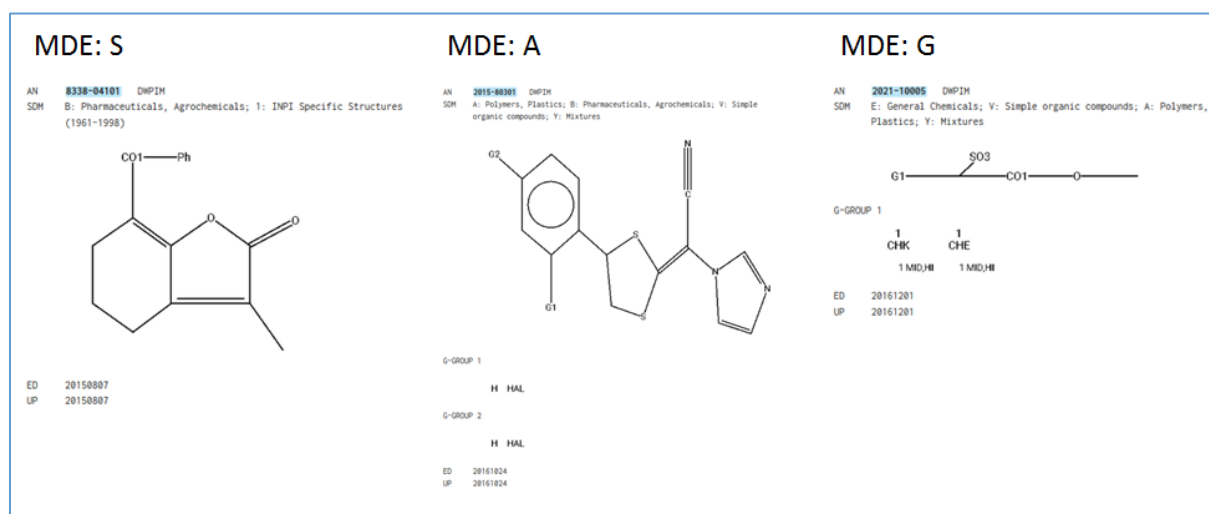 MDE: S
AN 8338-04101 DWPIM
SDM B: Pharmaceuticals, Agrochemicals; 1: INPI Specific Structures
(1961-1998)
CO1 Ph
O O
ED 20150807
UP 20150807
MDE: A
AN 2015-80301 DWPIM
SDM A: Polymers, Plastics; B: Pharmaceuticals, Agrochemicals; V: Simple
organic compounds; Y: Mixtures
N
G2
C
S
N N
S
G1
G-GROUP 1
H HAL
G-GROUP 2
H HAL
ED 20161024
UP 20161024
MDE: G
AN 2021-10005 DWPIM
SDM E: General Chemicals; V: Simple organic compounds; A: Polymers,
Plastics; Y: Mixtures
SO3
G1 CO1 O
G-GROUP 1
1 1
CHK CHE
1 MID,HI 1 MID,HI
ED 20161201
UP 20161201